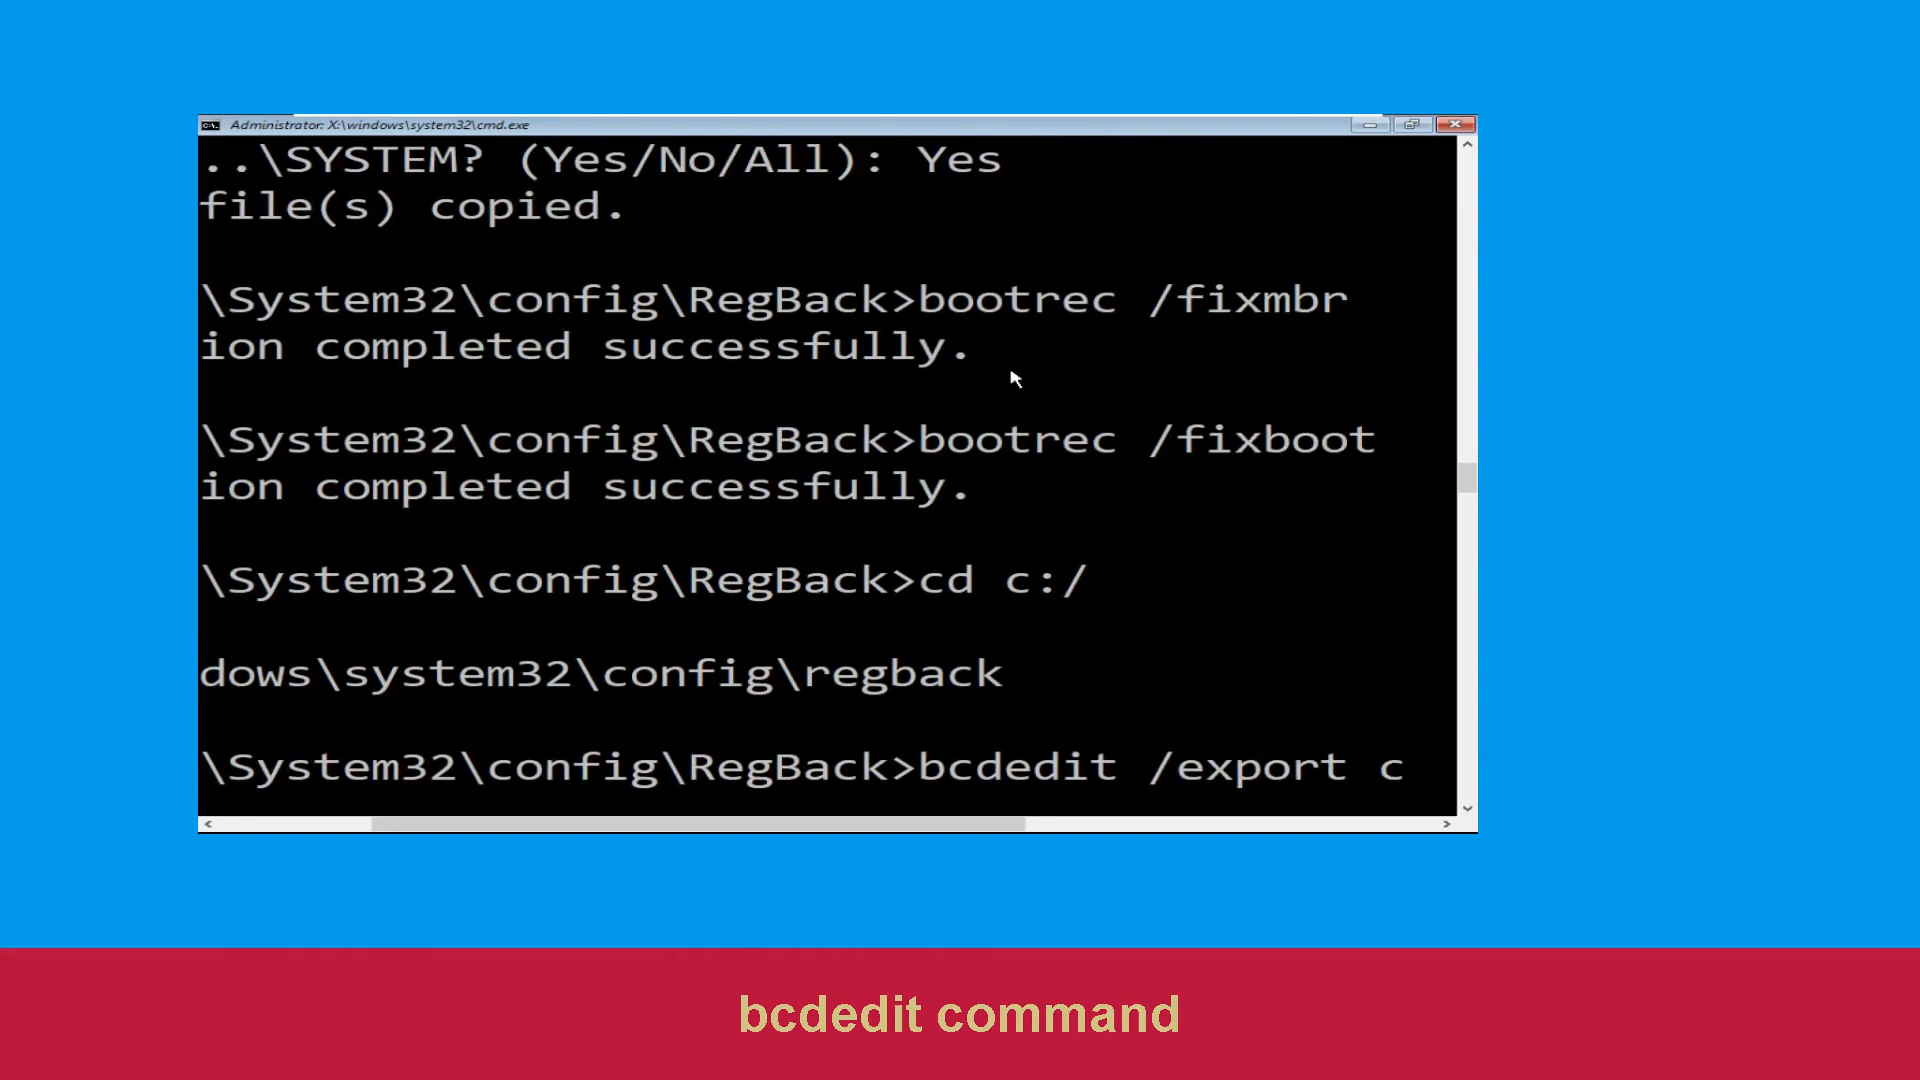 Administrator: X:\windows\system32\cmd.exe
..\SYSTEM? (Yes/No/All): Yes
file(s) copied.
\System32\config\RegBack>bootrec /fixmbr
ion completed successfully.
\System32\config\RegBack>bootrec /fixboot
ion completed successfully.
\System32\config\RegBack>cd c:/
dows\system32\config\regback
\System32\config\RegBack>bcdedit /export c
bcdedit command